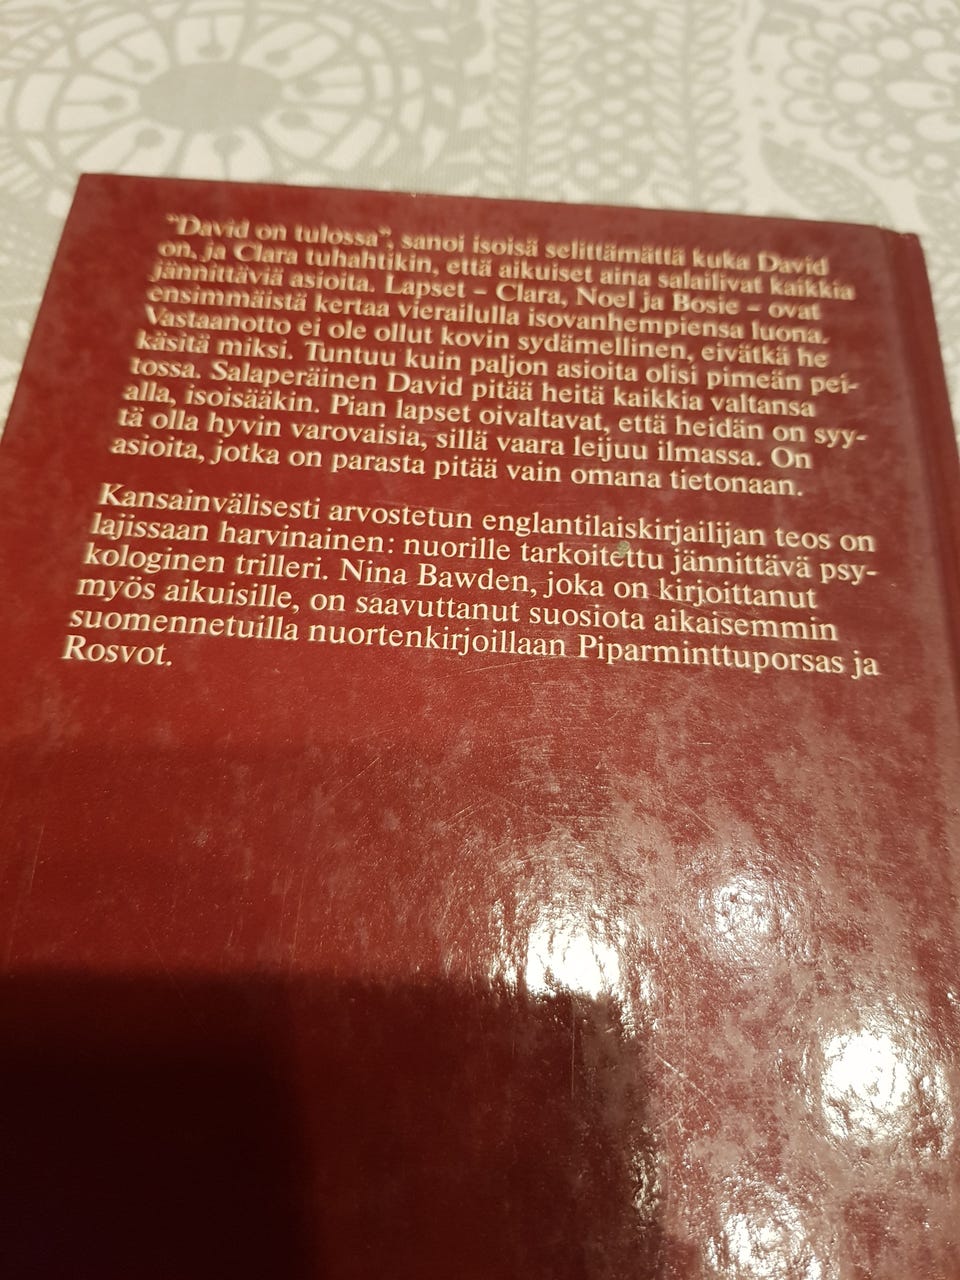 "David on tulossa", sanoi isoisä selittämättä kuka David
on, ja Clara tuhahtikin, että aikuiset aina salailivat kaikkia
jännittäviä asioita. Lapset – Clara, Noel ja Bosie – ovat
ensimmäistä kertaa vierailulla isovanhempiensa luona.
Vastaanotto ei ole ollut kovin sydämellinen, eivätkä he
käsitä miksi. Tuntuu kuin paljon asioita olisi pimeän pei-
tossa. Salaperäinen David pitää heitä kaikkia valtansa
alla, isoisääkin. Pian lapset oivaltavat, että heidän on syy-
tä olla hyvin varovaisia, sillä vaara leijuu ilmassa. On
asioita, jotka on parasta pitää vain omana tietonaan.
Kansainvälisesti arvostetun englantilaiskirjailijan teos on
lajissaan harvinainen: nuorille tarkoitettu jännittävä psy-
kologinen trilleri. Nina Bawden, joka on kirjoittanut
myös aikuisille, on saavuttanut suosiota aikaisemmin
suomennetuilla nuortenkirjoillaan Piparminttuporsas ja
Rosvot.